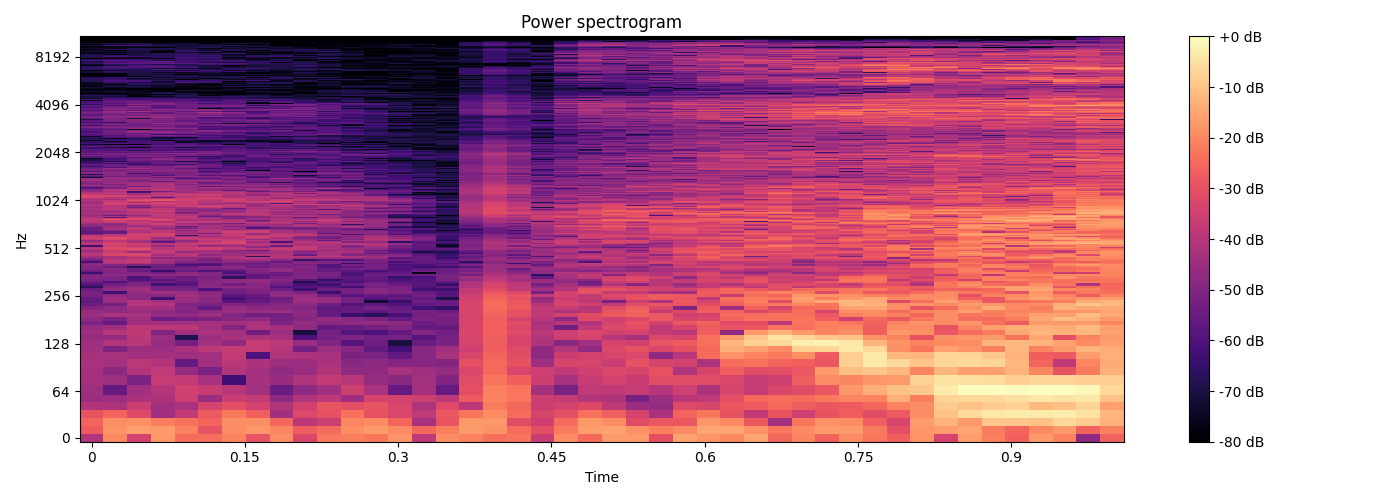 Power spectrogram
8192
4096
2048
1024
512
256
128
64
0
Hz
0 0.15 0.3 0.45 0.6 0.75 0.9
Time
+0 dB
-10 dB
-20 dB
-30 dB
-40 dB
-50 dB
-60 dB
-70 dB
-80 dB